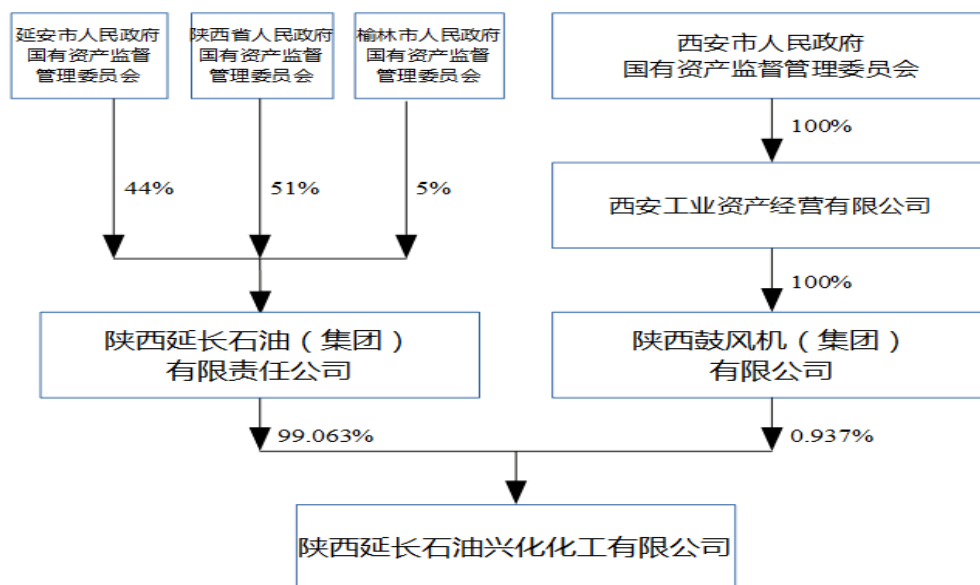 延安市人民政府
国有资产监督
管理委员会
陕西省人民政府
国有资产监督
管理委员会
榆林市人民政府
国有资产监督
管理委员会
西安市人民政府
国有资产监督管理委员会
100%
44%
51%
5%
西安工业资产经营有限公司
100%
陕西延长石油（集团）
有限责任公司
陕西鼓风机（集团）
有限公司
99.063%
0.937%
陕西延长石油兴化化工有限公司